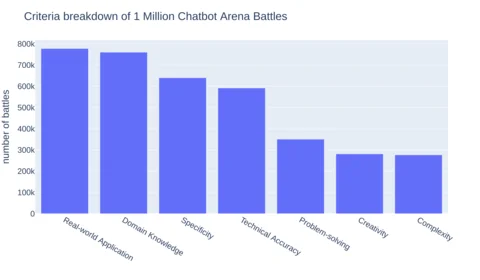 Criteria breakdown of 1 Million Chatbot Arena Battles
number of battles
800k
700k
600k
500k
400k
300k
200k
100k
0
Real-world Application
Domain Knowledge
Specificity
Technical Accuracy
Problem-solving
Creativity
Complexity